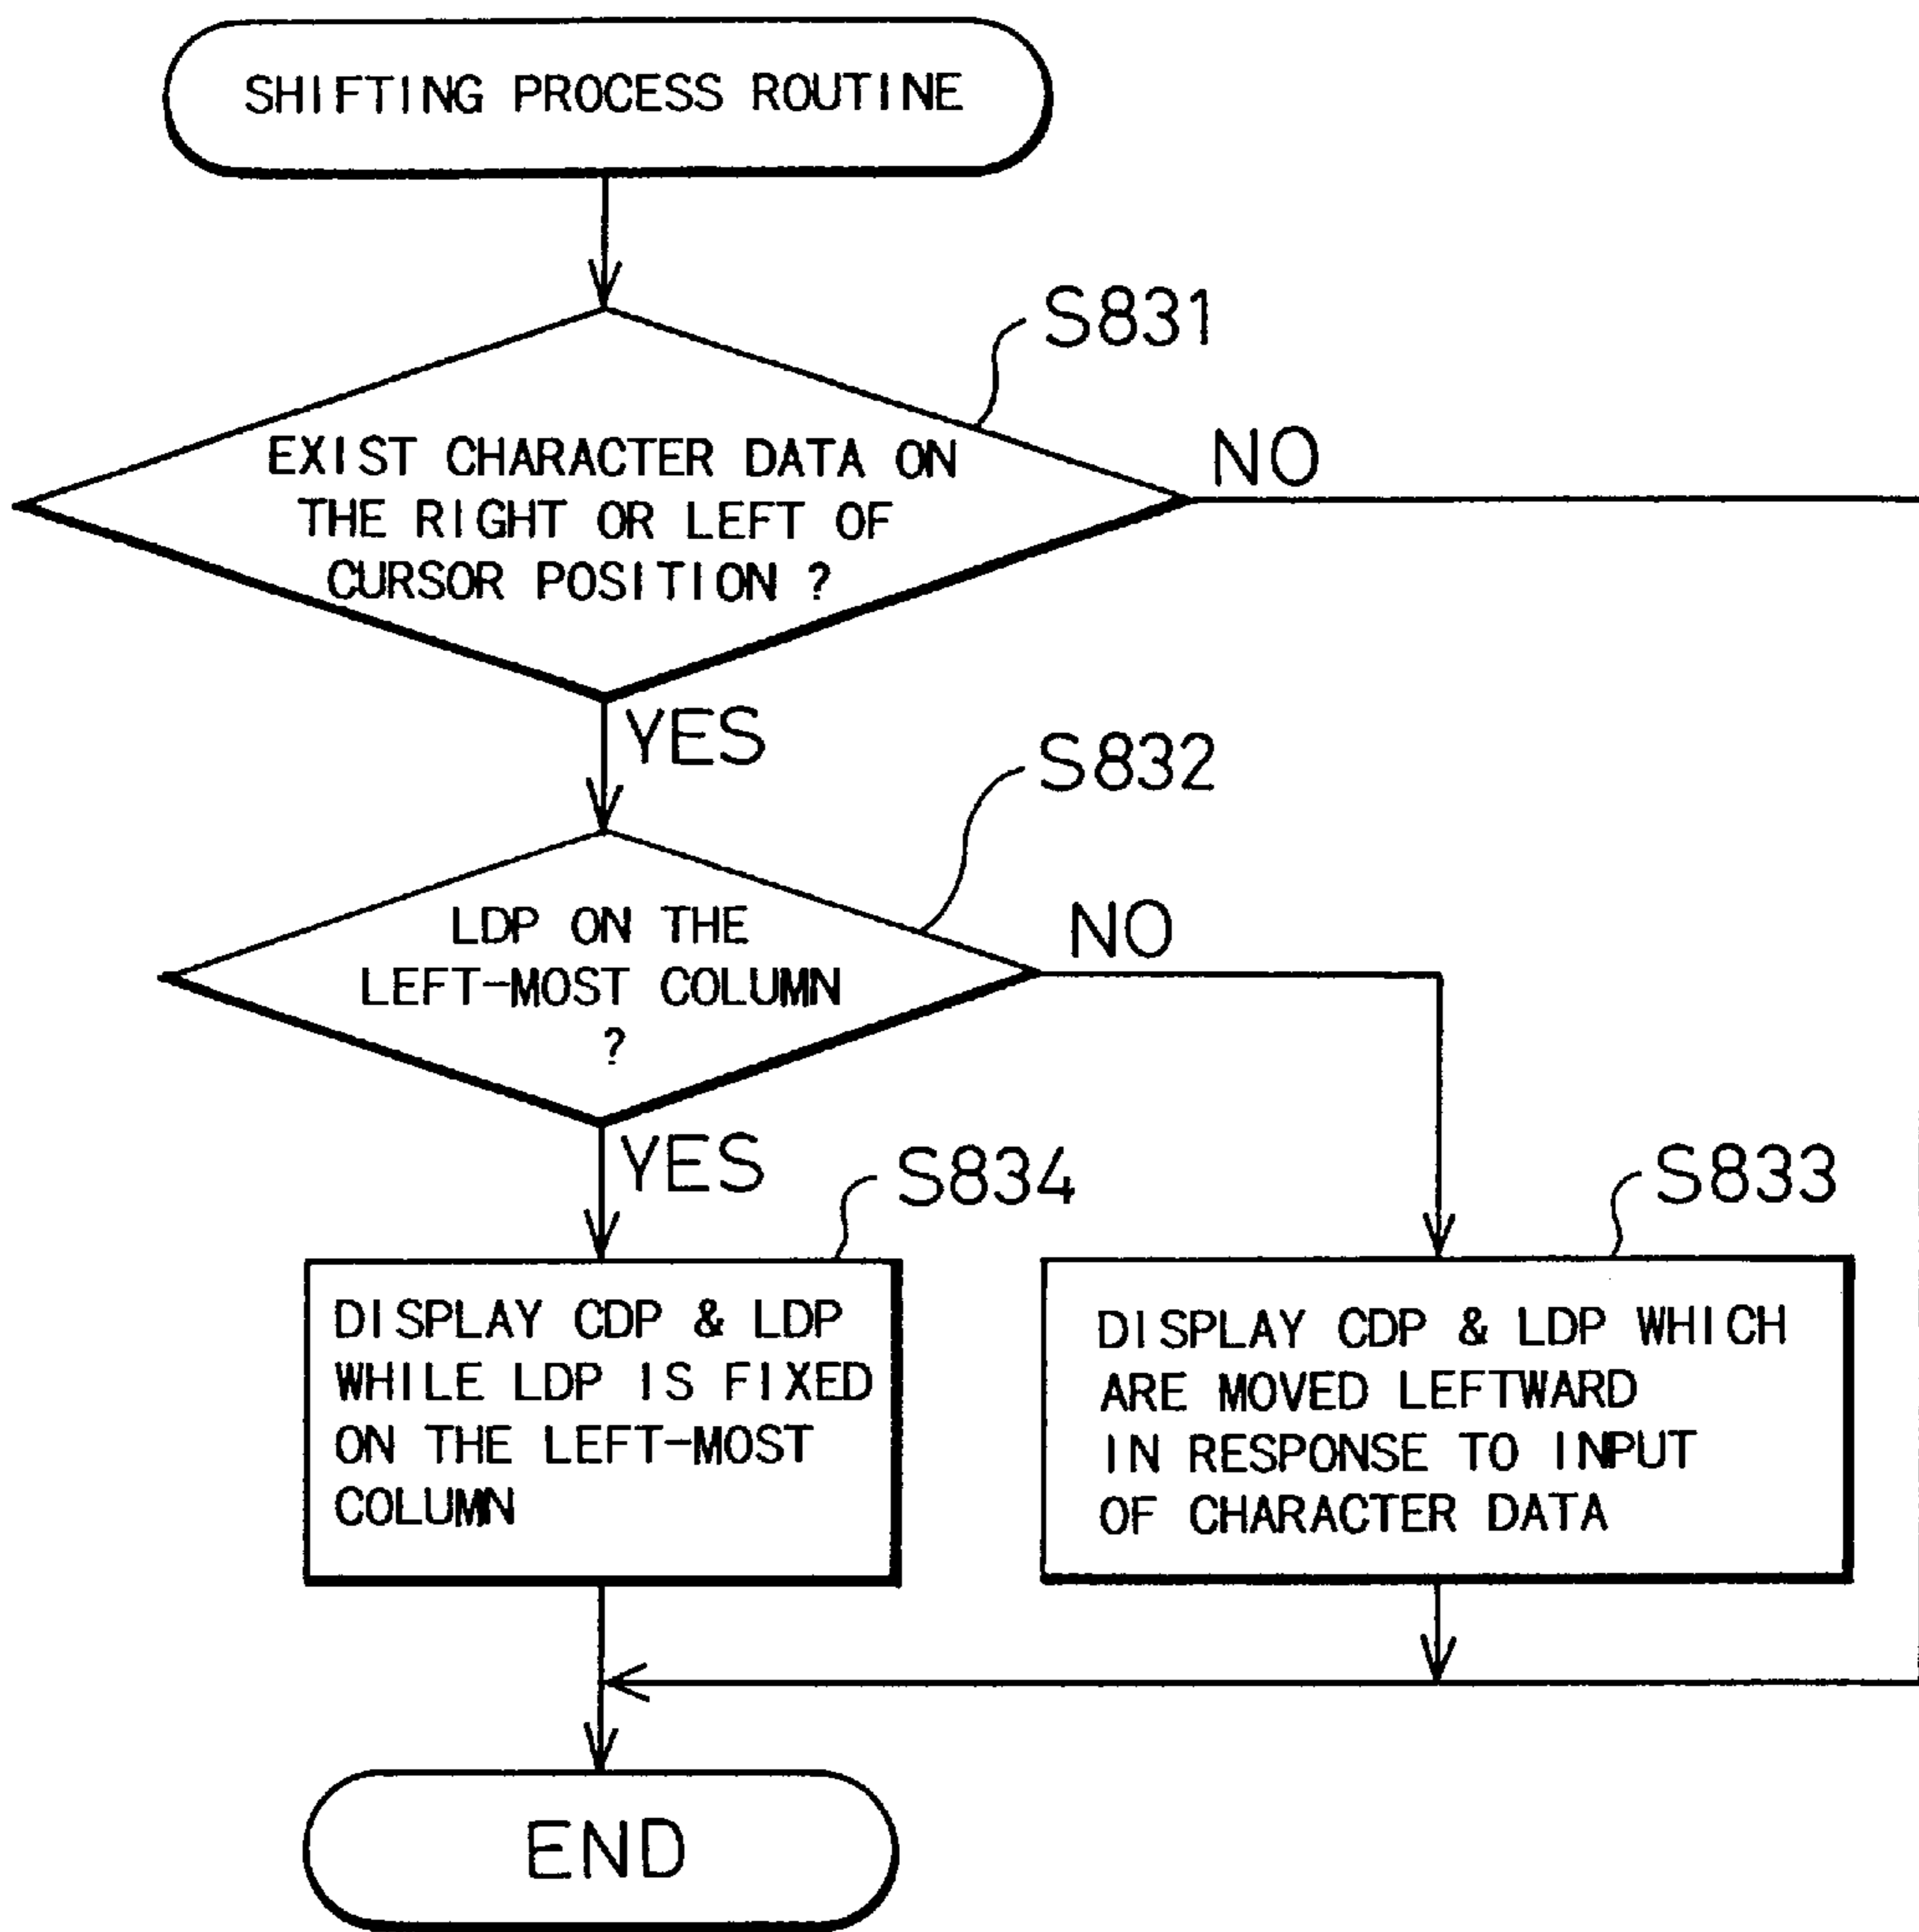 SHIFTING PROCESS ROUTINE
S831
EXIST CHARACTER DATA ON
THE RIGHT OR LEFT OF
CURSOR POSITION ?
NO
YES
S832
LDP ON THE
LEFT-MOST COLUMN
?
NO
YES
S834
S833
DISPLAY CDP & LDP
WHILE LDP IS FIXED
ON THE LEFT-MOST
COLUMN
DISPLAY CDP & LDP WHICH
ARE MOVED LEFTWARD
IN RESPONSE TO INPUT
OF CHARACTER DATA
END